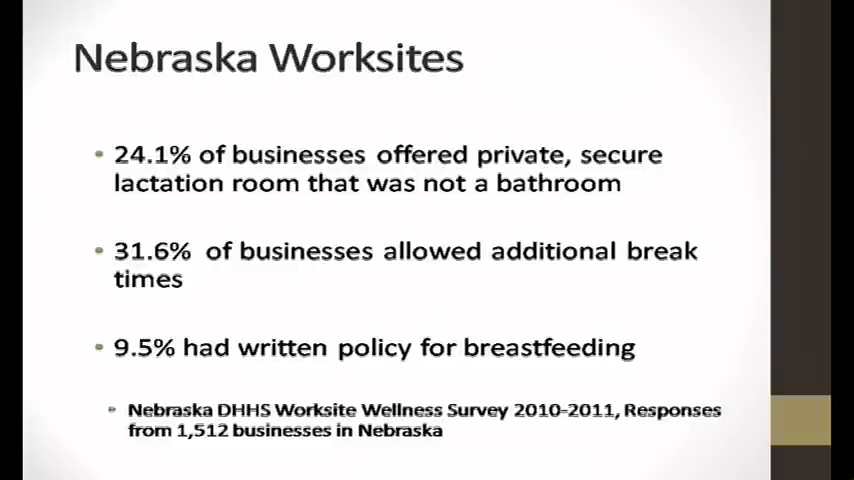 Nebraska Worksites
• 24.1% of businesses offered private, secure
lactation room that was not a bathroom
• 31.6% of businesses allowed additional break
times
• 9.5% had written policy for breastfeeding
• Nebraska DHHS Worksite Wellness Survey 2010-2011, Responses
from 1,512 businesses in Nebraska